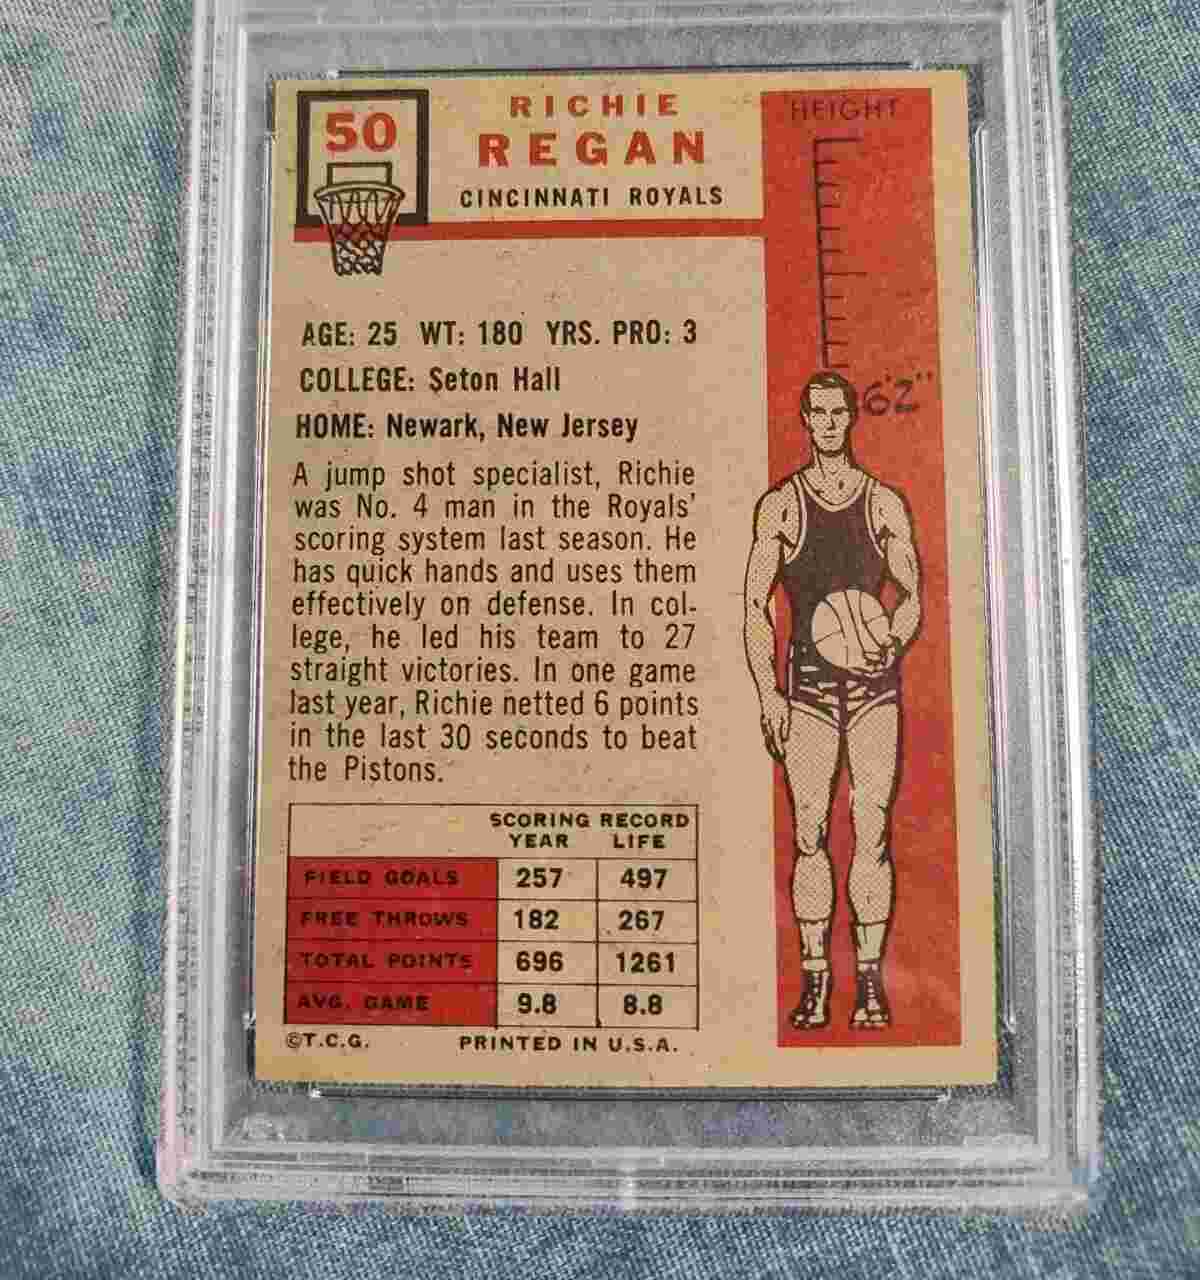 50
RICHIE
REGAN
CINCINNATI ROYALS
HEIGHT
6'2"
AGE: 25 WT: 180 YRS. PRO: 3
COLLEGE: Seton Hall
HOME: Newark, New Jersey
A jump shot specialist, Richie
was No. 4 man in the Royals'
scoring system last season. He
has quick hands and uses them
effectively on defense. In col-
lege, he led his team to 27
straight victories. In one game
last year, Richie netted 6 points
in the last 30 seconds to beat
the Pistons.
SCORING RECORD
YEAR LIFE
FIELD GOALS 257 497
FREE THROWS 182 267
TOTAL POINTS 696 1261
AVG. GAME 9.8 8.8
©T.C.G. PRINTED IN U.S.A.